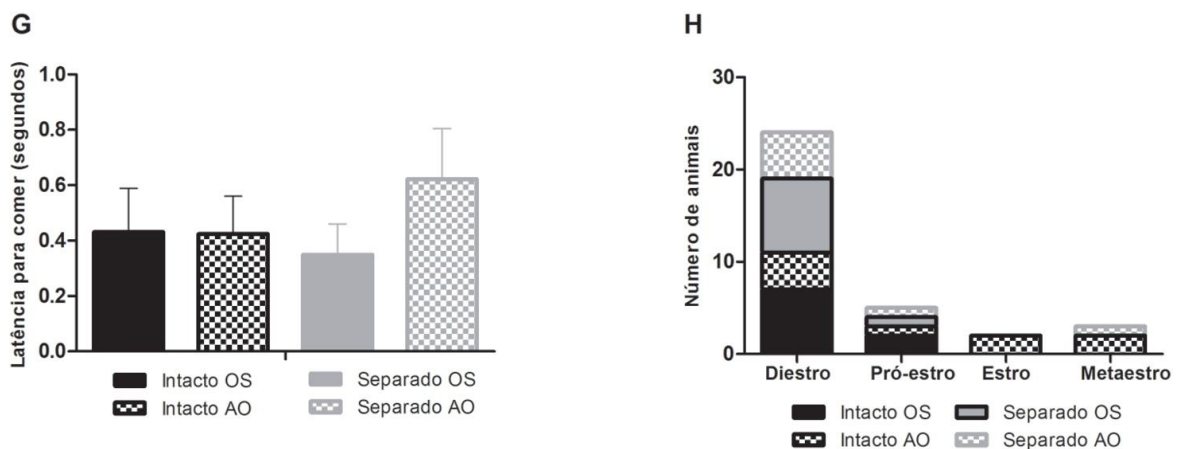 G
Latência para comer (segundos)
1.0
0.8
0.6
0.4
0.2
0.0
Intacto OS
Separado OS
Intacto AO
Separado AO
H
Número de animais
30
20
10
0
Diestro
Pró-estro
Estro
Metaestro
Intacto OS
Separado OS
Intacto AO
Separado AO